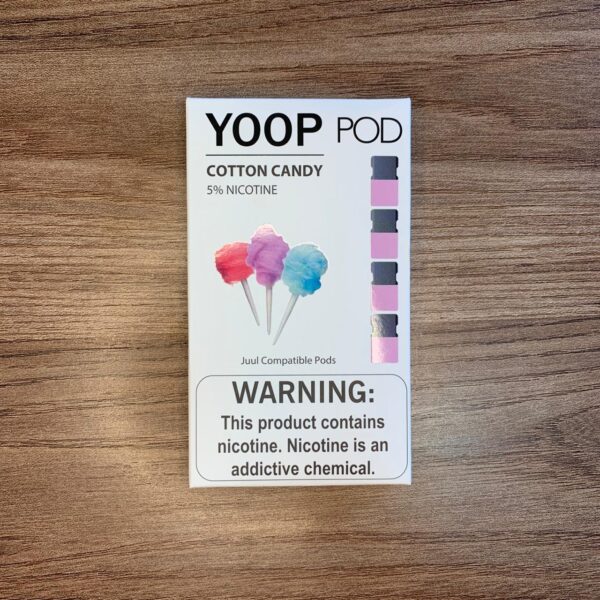 YOOP POD
COTTON CANDY
5% NICOTINE
Juul Compatible Pods
WARNING:
This product contains
nicotine. Nicotine is an
addictive chemical.